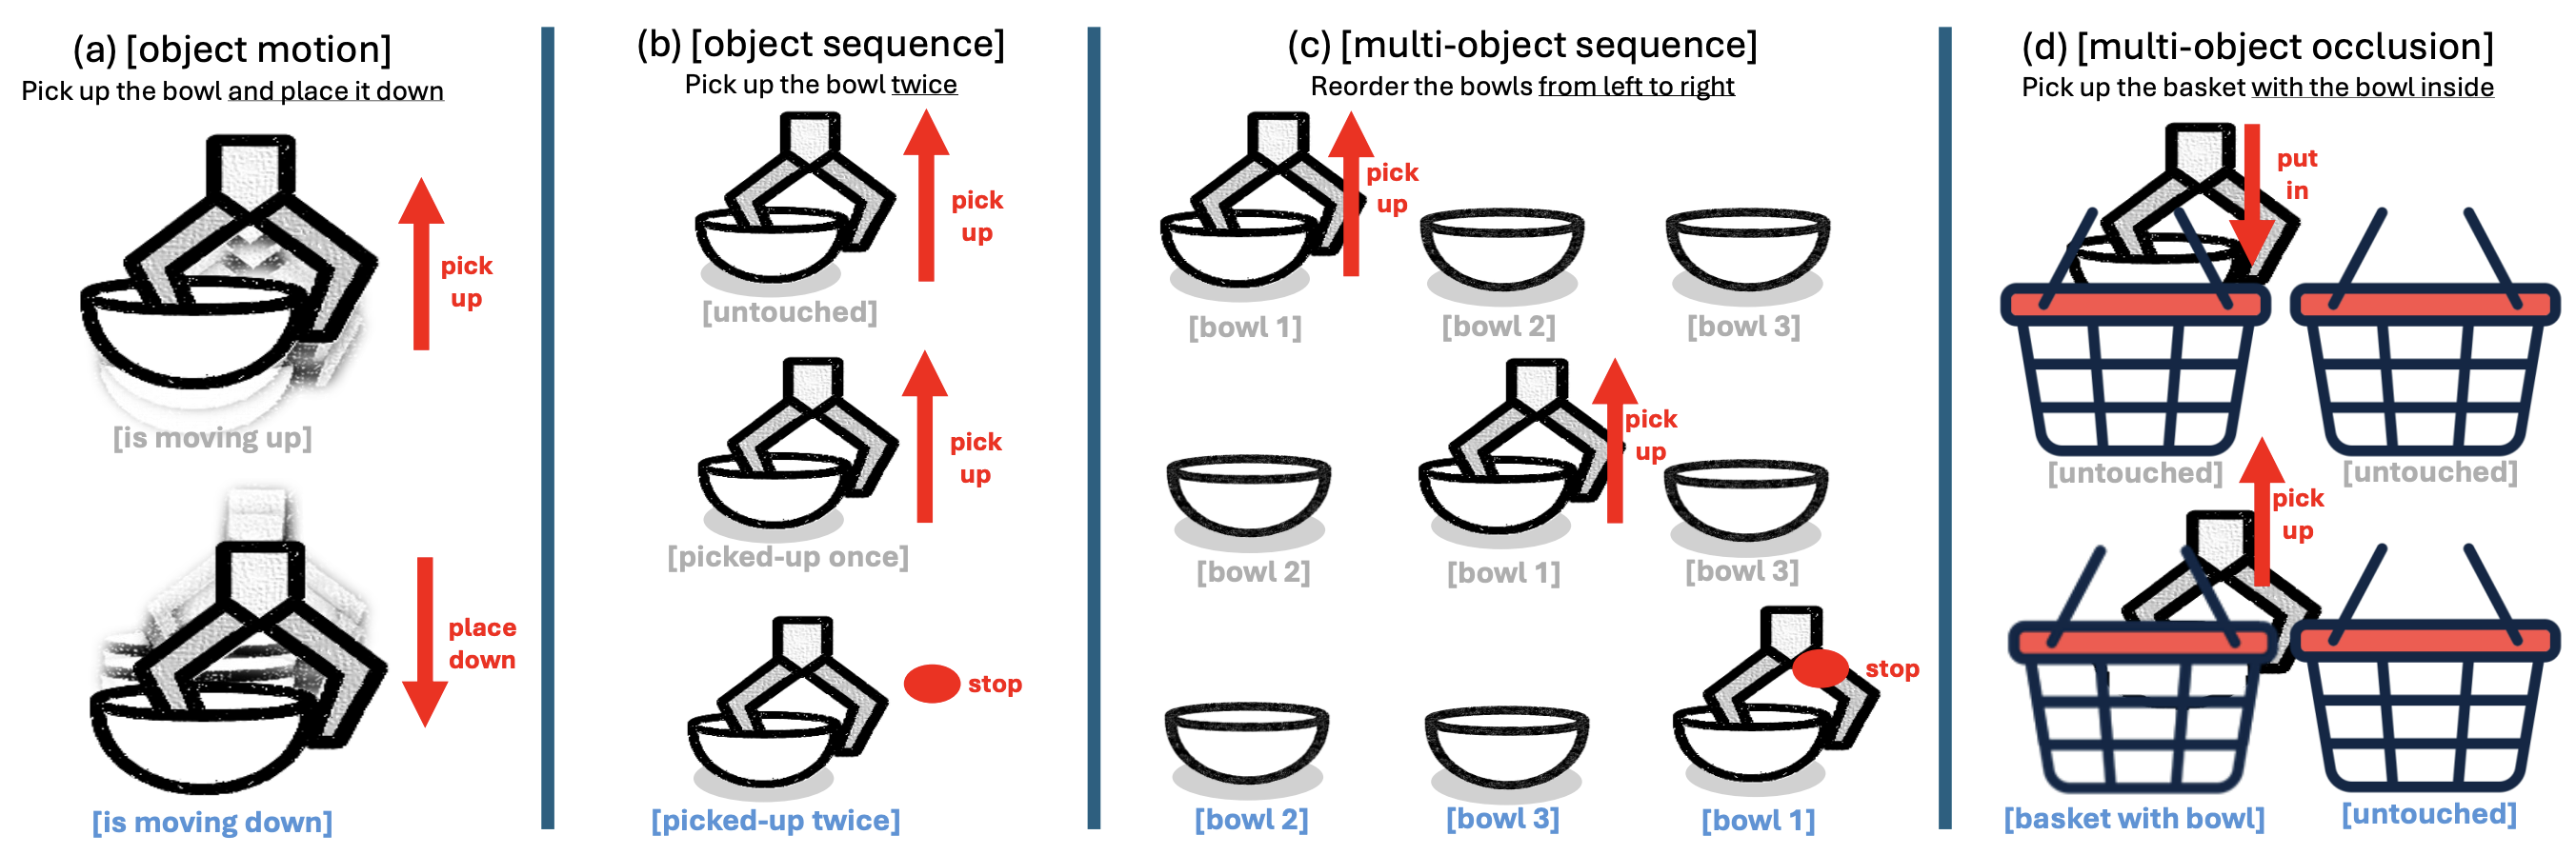 (a) [object motion]
Pick up the bowl and place it down
pick
up
[is moving up]
place
down
[is moving down]
(b) [object sequence]
Pick up the bowl twice
pick
up
[untouched]
pick
up
[picked-up once]
stop
[picked-up twice]
(c) [multi-object sequence]
Reorder the bowls from left to right
pick
up
[bowl 1] [bowl 2] [bowl 3]
pick
up
[bowl 2] [bowl 1] [bowl 3]
stop
[bowl 2] [bowl 3] [bowl 1]
(d) [multi-object occlusion]
Pick up the basket with the bowl inside
put
in
[untouched] [untouched]
pick
up
[basket with bowl] [untouched]